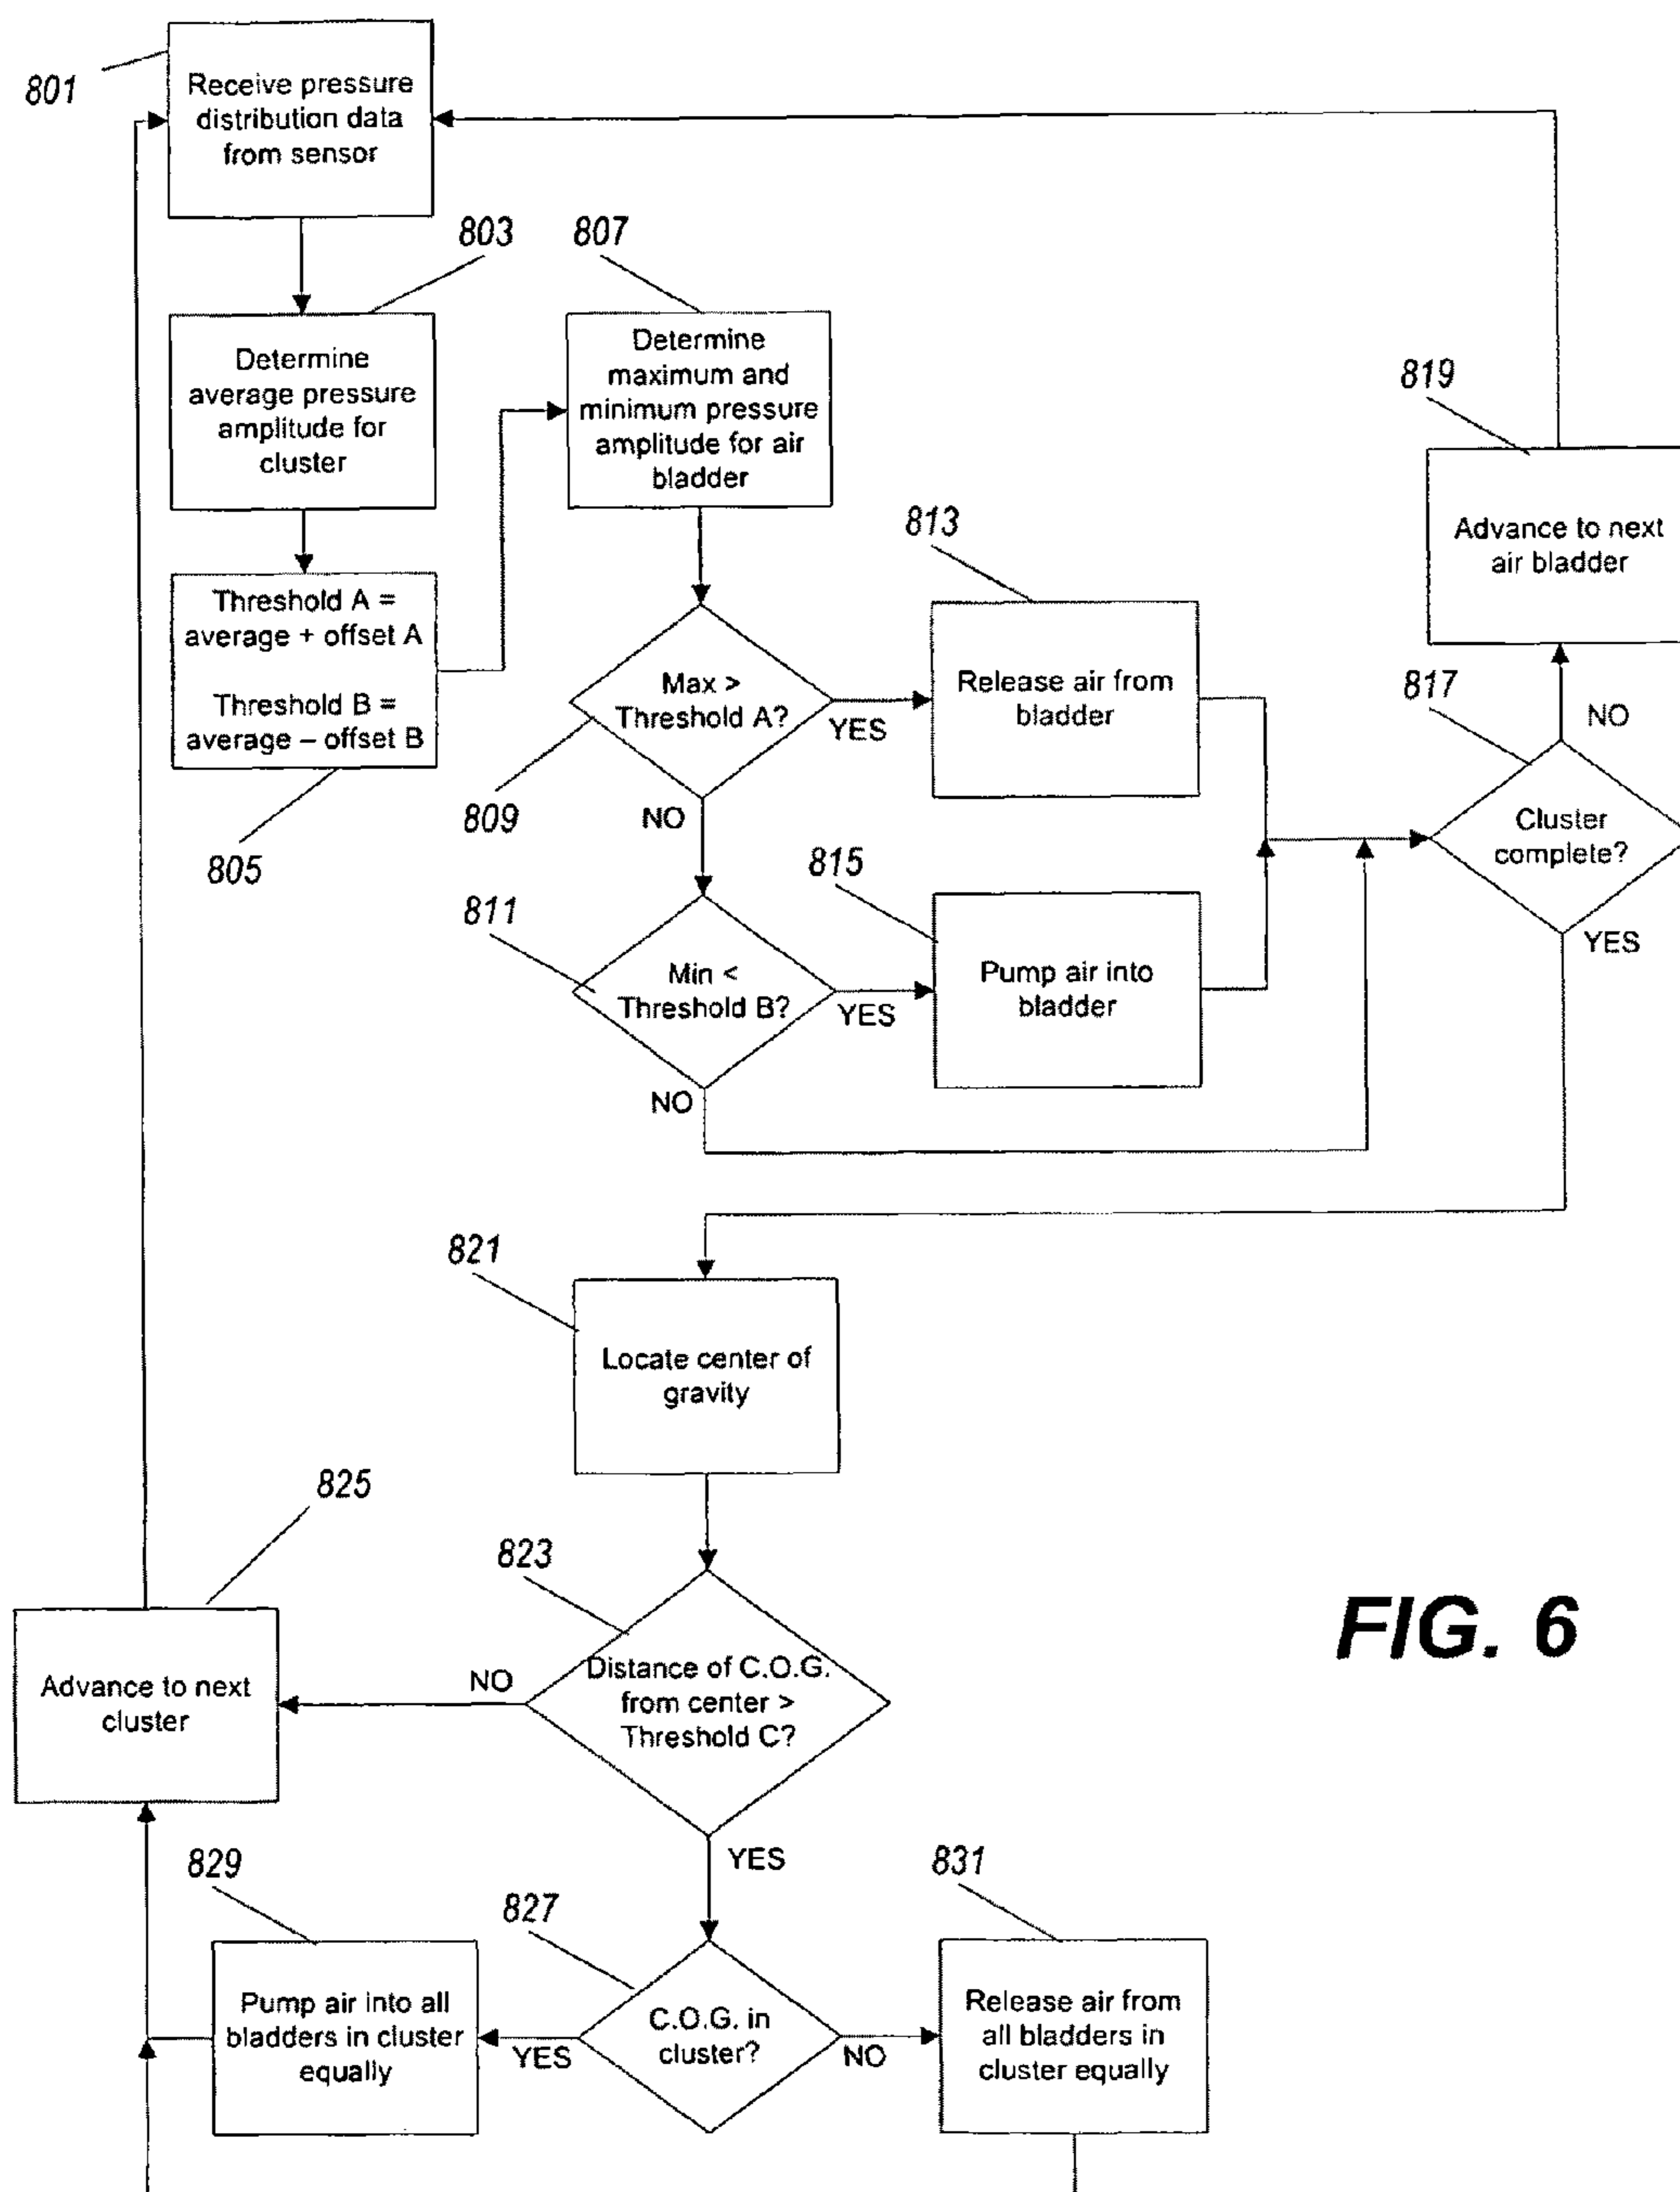 801
Receive pressure
distribution data
from sensor
803
807
Determine
average pressure
amplitude for
cluster
Determine
maximum and
minimum pressure
amplitude for air
bladder
819
Advance to next
air bladder
Threshold A =
average + offset A
Threshold B =
average – offset B
805
813
Max >
Threshold A?
YES
NO
809
Release air from
bladder
817
NO
Cluster
complete?
YES
811
815
Min <
Threshold B?
YES
NO
Pump air into
bladder
821
Locate center of
gravity
825
823
Advance to next
cluster
NO
Distance of C.O.G.
from center >
Threshold C?
YES
FIG. 6
829
827
831
Pump air into all
bladders in cluster
equally
YES
C.O.G. in
cluster?
NO
Release air from
all bladders in
cluster equally